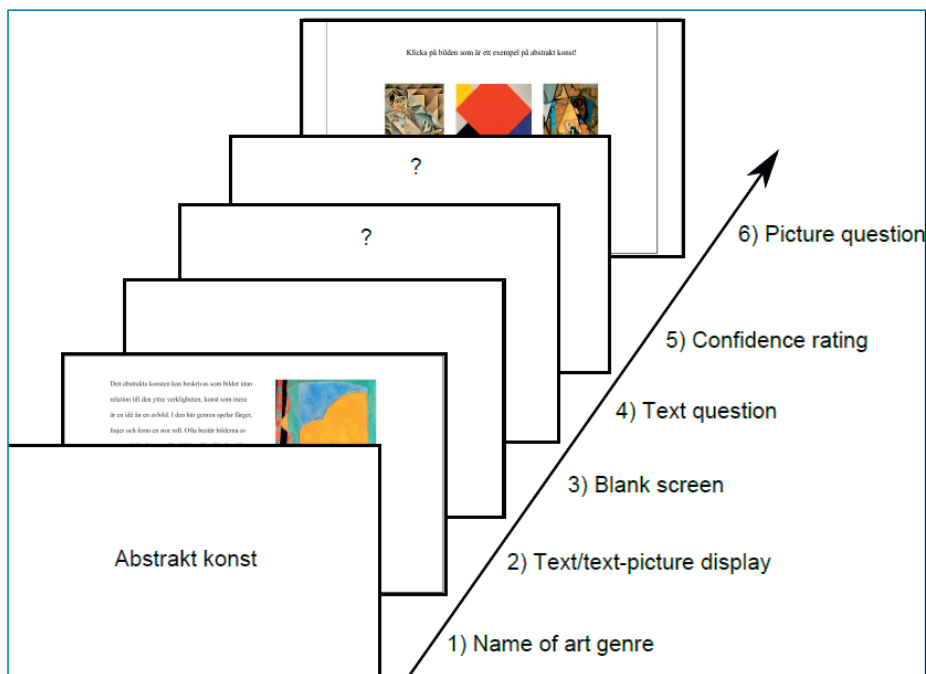 Klicka på bilden som är ett exempel på abstrakt konst!
?
?
6) Picture question
5) Confidence rating
4) Text question
3) Blank screen
2) Text/text-picture display
1) Name of art genre
Den abstrakta konsten kan beskrivas som bilder utan
relation till den yttre verkligheten, konst som mera
är en idé än en avbild. I den här genren spelar färger,
linjer och form en stor roll. Ofta består bilderna av
Abstrakt konst